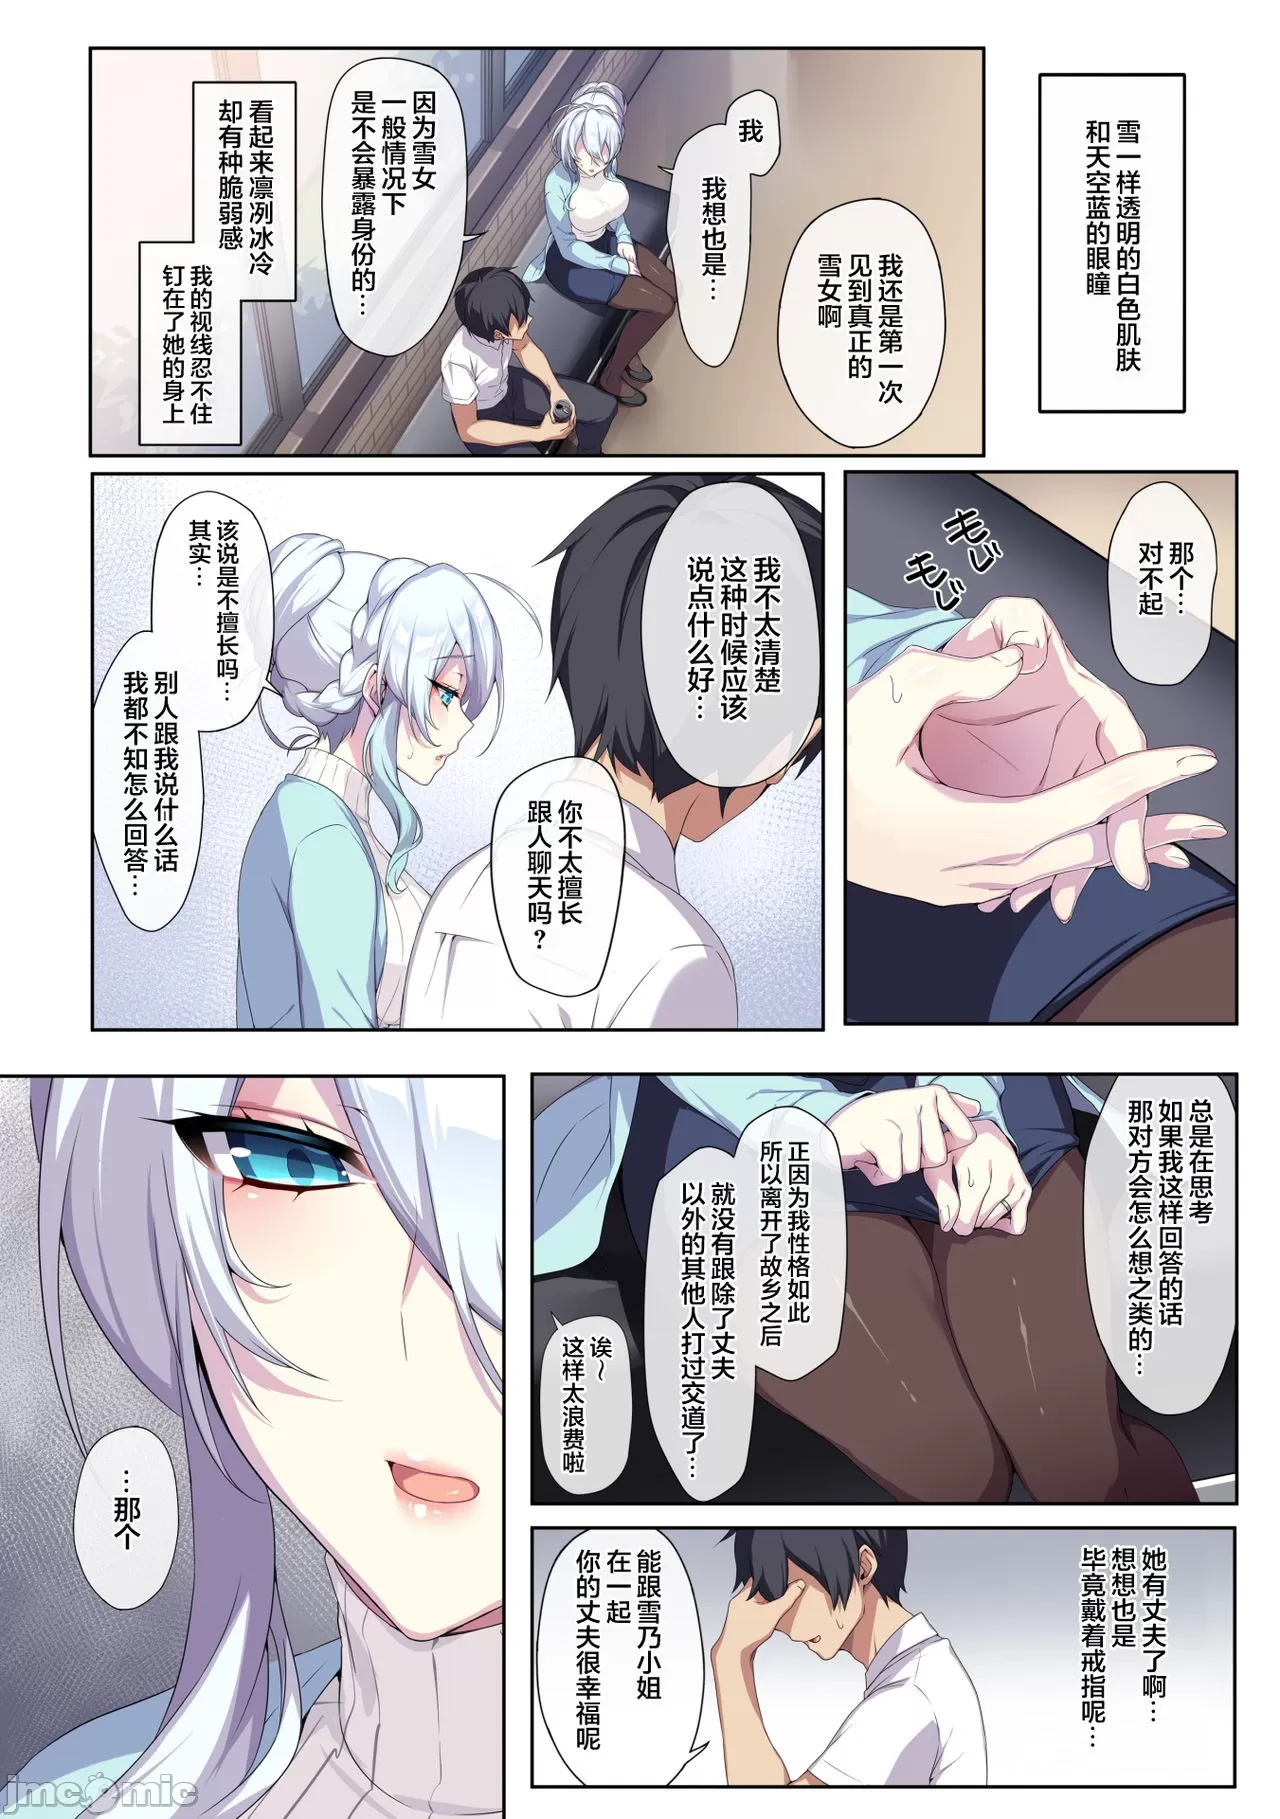 雪一样透明的白色肌肤
和天空蓝的眼瞳
我还是第一次
见到真正的
雪女啊
我
我想也是…
因为雪女
一般情况下
是不会暴露身份的…
看起来凛冽冰冷
却有种脆弱感
我的视线忍不住
钉在了她的身上
那个…
对不起
もじ
もじ
我不太清楚
这种时候应该
说点什么好…
你不太擅长
跟人聊天吗?
该说是不擅长吗…
其实…
别人跟我说什么话
我都不知怎么回答…
总是在思考
如果我这样回答的话
那对方会怎么想之类的…
正因为我性格如此
所以离开了故乡之后
就没有跟除了丈夫
以外的其他人打过交道了…
诶～
这样太浪费啦
她有丈夫了啊…
想想也是
毕竟戴着戒指呢…
能跟雪乃小姐
在一起
你的丈夫很幸福呢
…那个
jmcomic